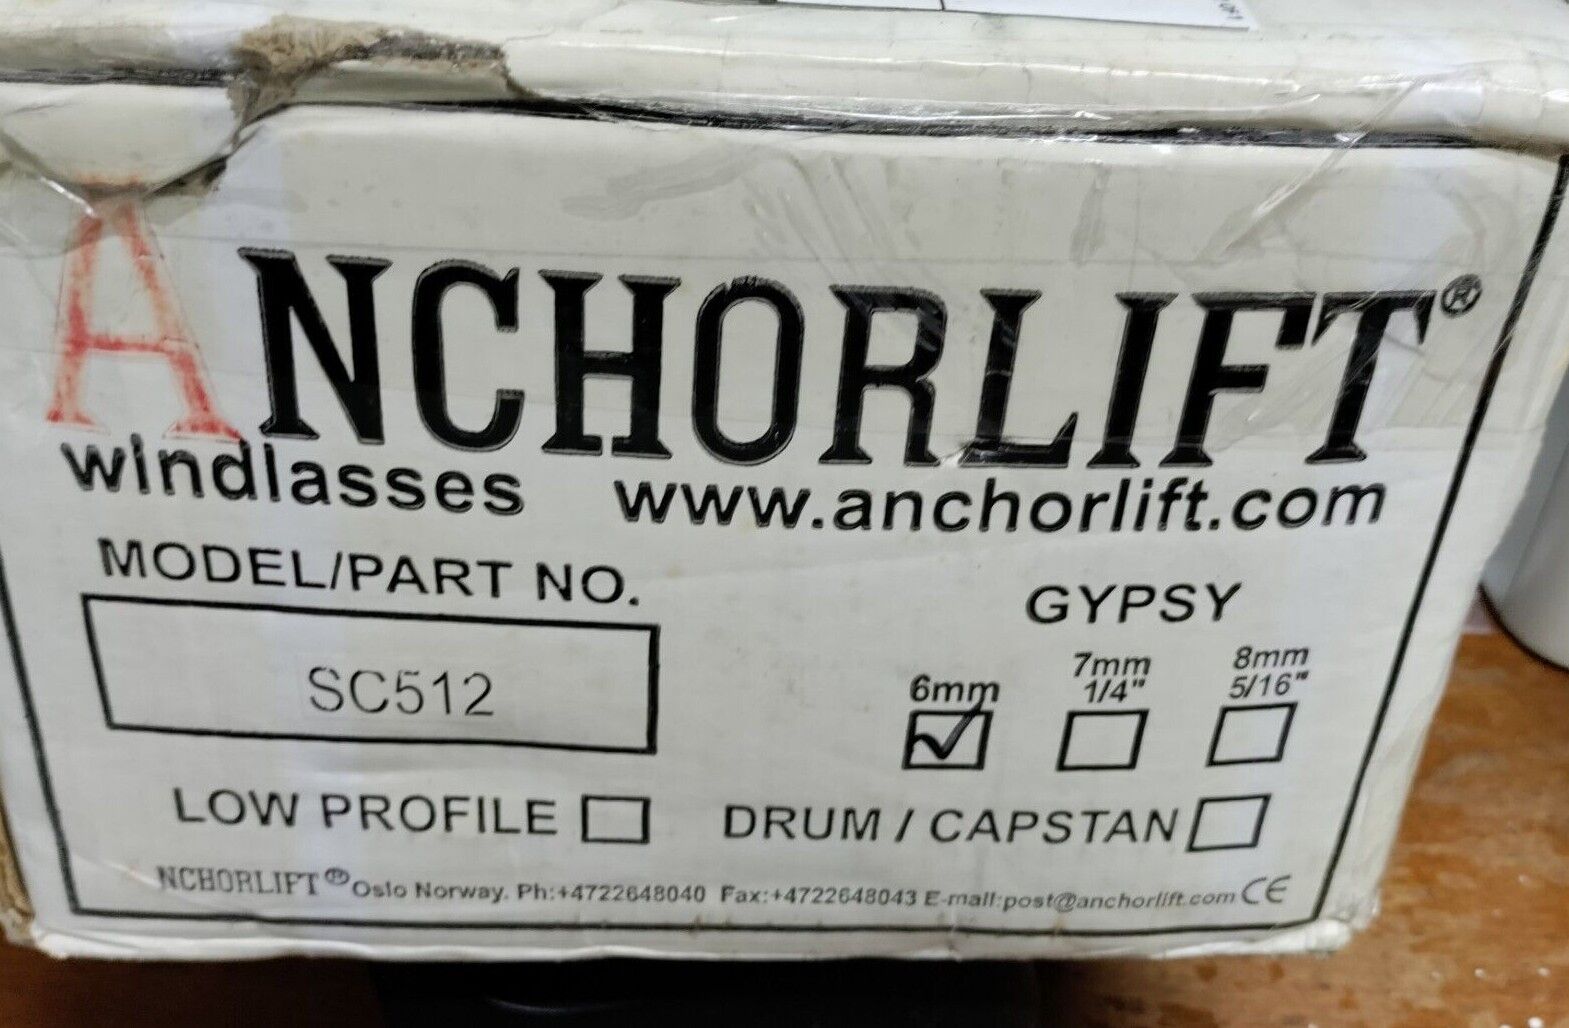 ANCHORLIFT®
windlasses www.anchorlift.com
MODEL/PART NO.
SC512
GYPSY
6mm
7mm
1/4"
8mm
5/16"
LOW PROFILE
DRUM / CAPSTAN
NCHORLIFT® Oslo Norway. Ph:+4722648040 Fax:+4722648043 E-mail:post@anchorlift.com CE